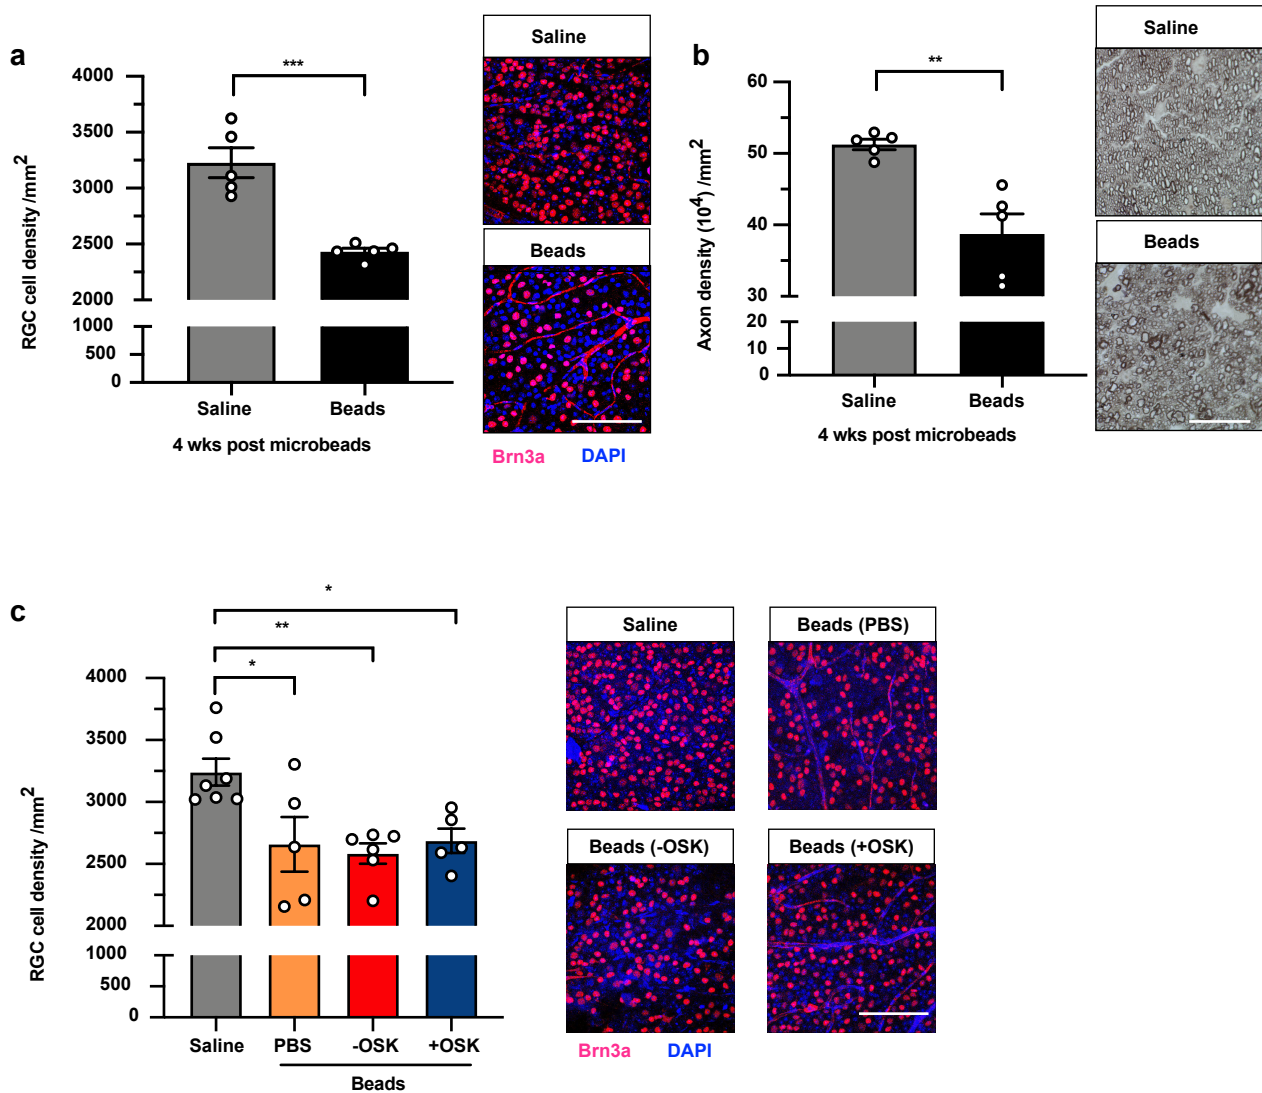 a
RGC cell density /mm2
4000
3500
3000
2500
2000
1000
500
0
***
Saline
Beads
4 wks post microbeads
Saline
Beads
Brn3a
DAPI
b
Axon density (10^4) /mm2
60
50
40
30
20
10
0
**
Saline
Beads
4 wks post microbeads
Saline
Beads
c
RGC cell density /mm2
4000
3500
3000
2500
2000
1000
500
0
*
**
*
Saline
PBS
-OSK
+OSK
Beads
Saline
Beads (PBS)
Beads (-OSK)
Beads (+OSK)
Brn3a
DAPI